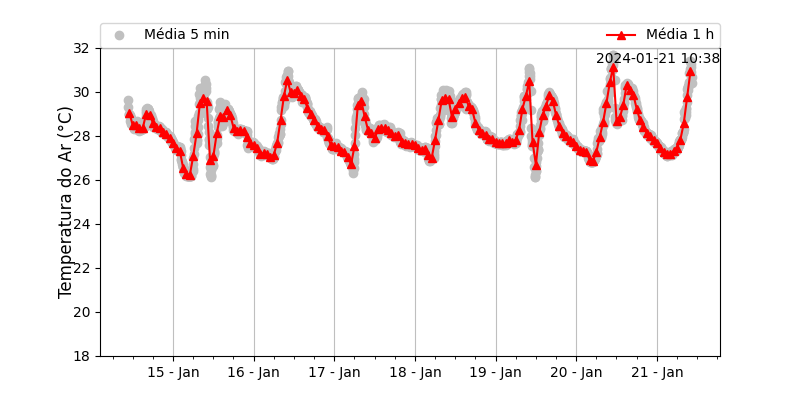 Média 5 min
Média 1 h
2024-01-21 10:38
Temperatura do Ar (°C)
32
30
28
26
24
22
20
18
15 - Jan
16 - Jan
17 - Jan
18 - Jan
19 - Jan
20 - Jan
21 - Jan